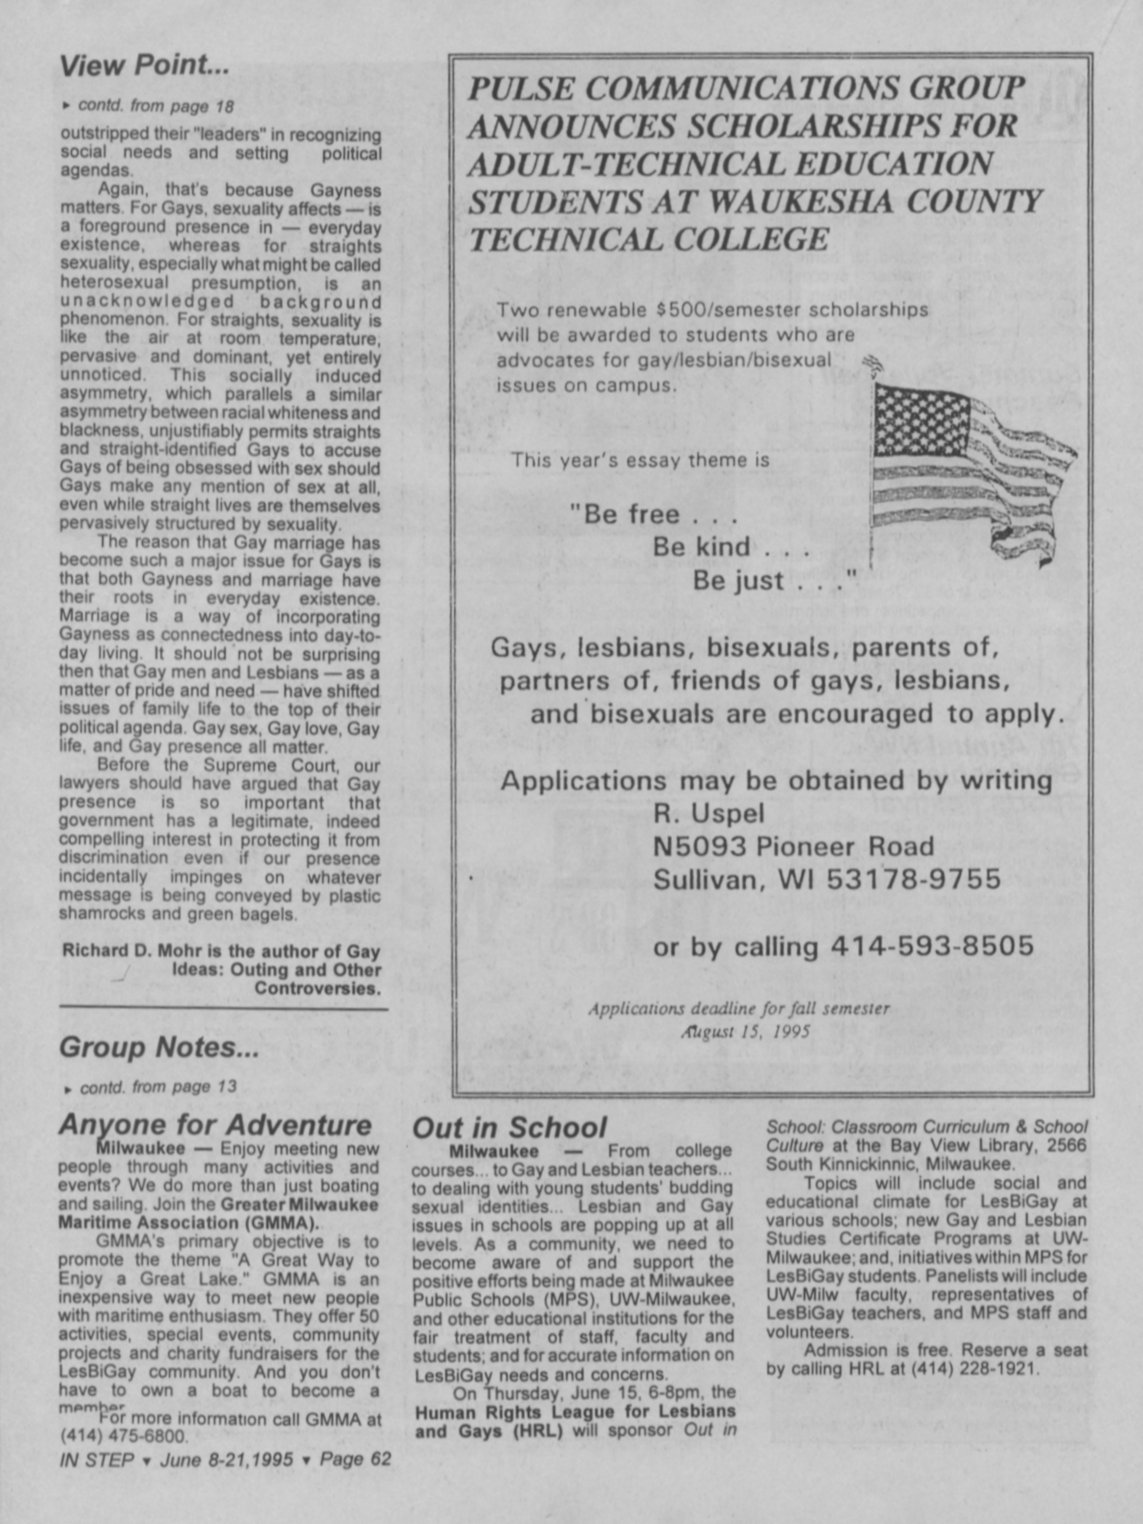 View Point...
▸ contd. from page 18
outstripped their "leaders" in recognizing
social needs and setting political
agendas.
Again, that's because Gayness
matters. For Gays, sexuality affects — is
a foreground presence in — everyday
existence, whereas for straights
sexuality, especially what might be called
heterosexual presumption, is an
unacknowledged background
phenomenon. For straights, sexuality is
like the air at room temperature,
pervasive and dominant, yet entirely
unnoticed. This socially induced
asymmetry, which parallels a similar
asymmetry between racial whiteness and
blackness, unjustifiably permits straights
and straight-identified Gays to accuse
Gays of being obsessed with sex should
Gays make any mention of sex at all,
even while straight lives are themselves
pervasively structured by sexuality.
The reason that Gay marriage has
become such a major issue for Gays is
that both Gayness and marriage have
their roots in everyday existence.
Marriage is a way of incorporating
Gayness as connectedness into day-to-
day living. It should not be surprising
then that Gay men and Lesbians — as a
matter of pride and need — have shifted
issues of family life to the top of their
political agenda. Gay sex, Gay love, Gay
life, and Gay presence all matter.
Before the Supreme Court, our
lawyers should have argued that Gay
presence is so important that
government has a legitimate, indeed
compelling interest in protecting it from
discrimination even if our presence
incidentally impinges on whatever
message is being conveyed by plastic
shamrocks and green bagels.
Richard D. Mohr is the author of Gay
Ideas: Outing and Other
Controversies.
PULSE COMMUNICATIONS GROUP
ANNOUNCES SCHOLARSHIPS FOR
ADULT-TECHNICAL EDUCATION
STUDENTS AT WAUKESHA COUNTY
TECHNICAL COLLEGE
Two renewable $500/semester scholarships
will be awarded to students who are
advocates for gay/lesbian/bisexual
issues on campus.
This year's essay theme is
"Be free . . .
Be kind . . .
Be just . . ."
Gays, lesbians, bisexuals, parents of,
partners of, friends of gays, lesbians,
and bisexuals are encouraged to apply.
Applications may be obtained by writing
R. Uspel
N5093 Pioneer Road
Sullivan, WI 53178-9755
or by calling 414-593-8505
Applications deadline for fall semester
August 15, 1995
Group Notes...
▸ contd. from page 13
Anyone for Adventure
Milwaukee — Enjoy meeting new
people through many activities and
events? We do more than just boating
and sailing. Join the Greater Milwaukee
Maritime Association (GMMA).
GMMA's primary objective is to
promote the theme "A Great Way to
Enjoy a Great Lake." GMMA is an
inexpensive way to meet new people
with maritime enthusiasm. They offer 50
activities, special events, community
projects and charity fundraisers for the
LesBiGay community. And you don't
have to own a boat to become a
member
For more information call GMMA at
(414) 475-6800.
Out in School
Milwaukee — From college
courses... to Gay and Lesbian teachers...
to dealing with young students' budding
sexual identities... Lesbian and Gay
issues in schools are popping up at all
levels. As a community, we need to
become aware of and support the
positive efforts being made at Milwaukee
Public Schools (MPS), UW-Milwaukee,
and other educational institutions for the
fair treatment of staff, faculty and
students; and for accurate information on
LesBiGay needs and concerns.
On Thursday, June 15, 6-8pm, the
Human Rights League for Lesbians
and Gays (HRL) will sponsor Out in
School: Classroom Curriculum & School
Culture at the Bay View Library, 2566
South Kinnickinnic, Milwaukee.
Topics will include social and
educational climate for LesBiGay at
various schools; new Gay and Lesbian
Studies Certificate Programs at UW-
Milwaukee; and, initiatives within MPS for
LesBiGay students. Panelists will include
UW-Milw faculty, representatives of
LesBiGay teachers, and MPS staff and
volunteers.
Admission is free. Reserve a seat
by calling HRL at (414) 228-1921.
IN STEP ▼ June 8-21,1995 ▼ Page 62